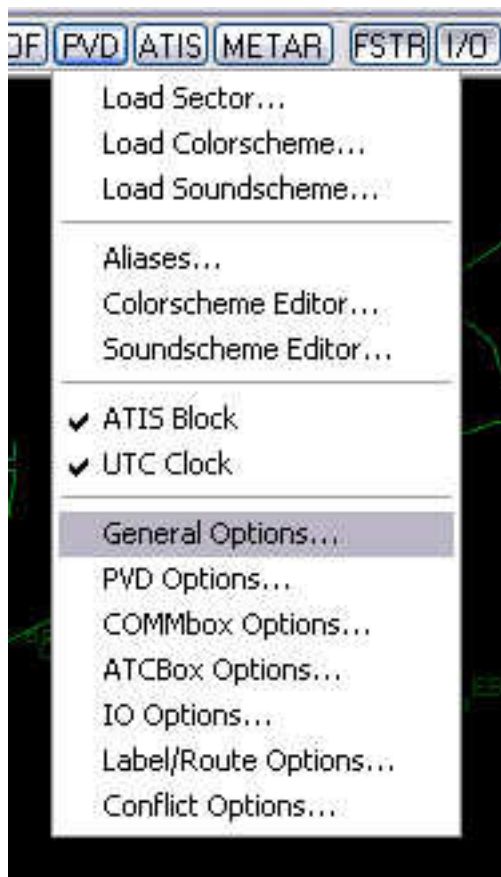 PVD ATIS METAR FSTR I/O
Load Sector...
Load Colorscheme...
Load Soundscheme...
Aliases...
Colorscheme Editor...
Soundscheme Editor...
ATIS Block
UTC Clock
General Options...
PVD Options...
COMMbox Options...
ATCBox Options...
IO Options...
Label/Route Options...
Conflict Options...